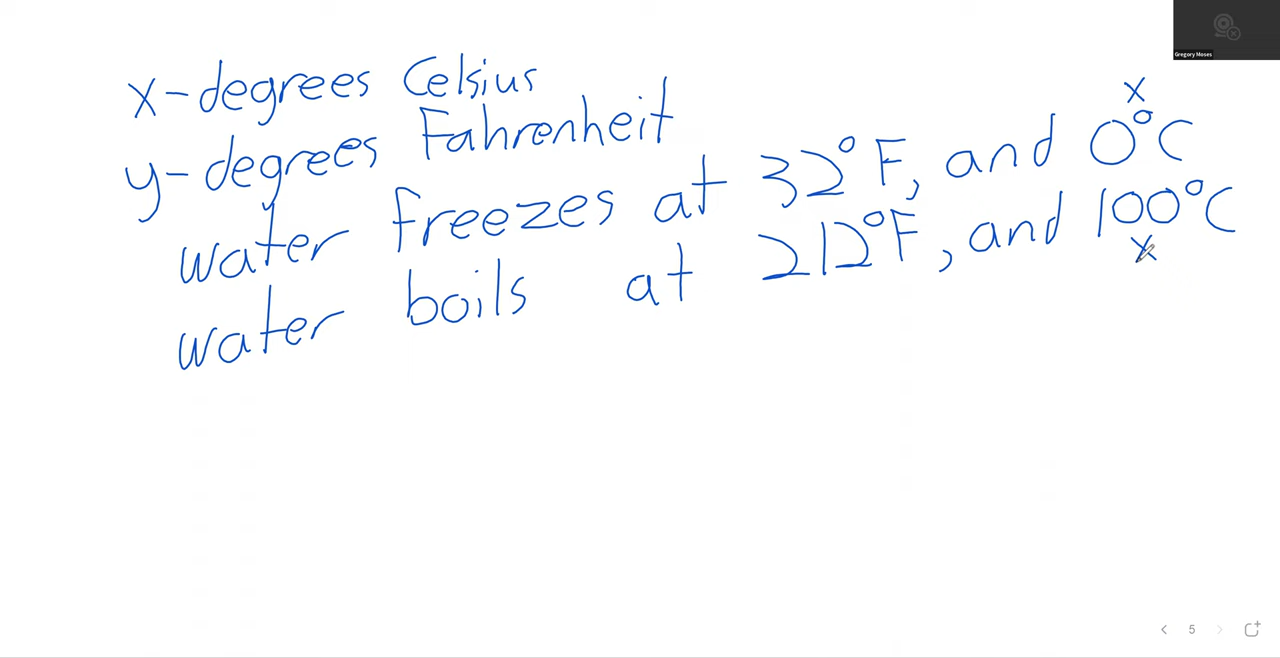 Gregory Moses
x
x-degrees Celsius
y-degrees Fahrenheit
water freezes at 32°F, and 0°C
water boils at 212°F, and 100°C
x
5